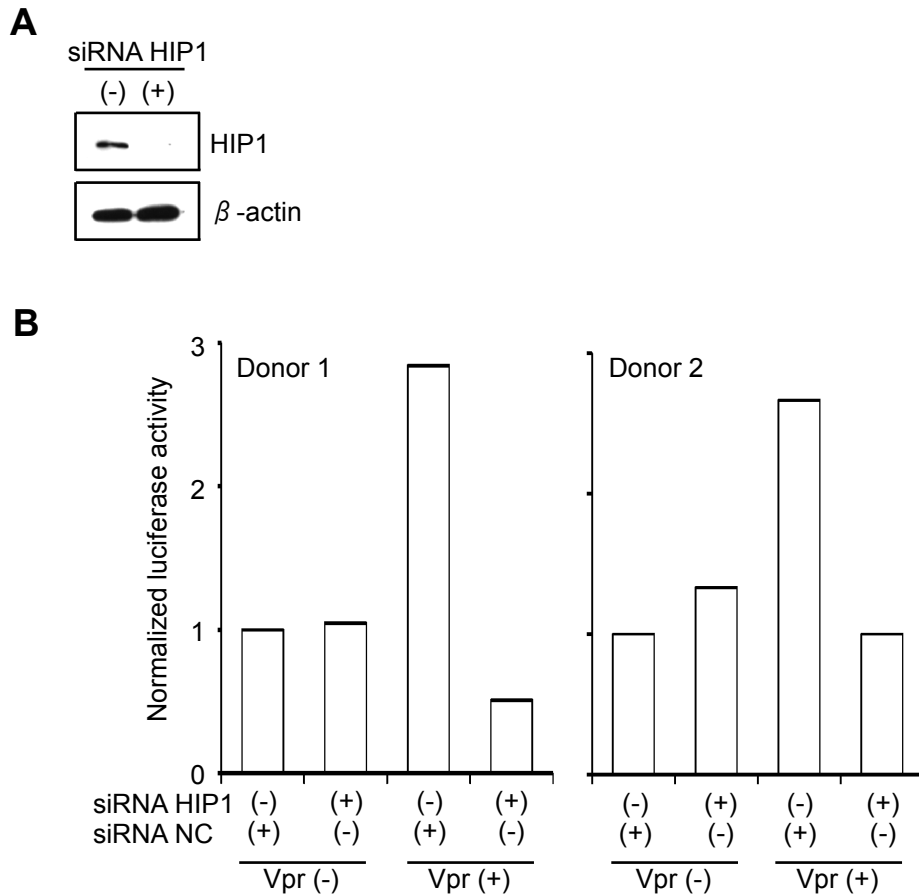 A
siRNA HIP1
(-) (+)
HIP1
β-actin
B
Normalized luciferase activity
3
2
1
0
Donor 1
Donor 2
siRNA HIP1 (-) (+) (-) (+) (-) (+) (-) (+)
siRNA NC (+) (-) (+) (-) (+) (-) (+) (-)
Vpr (-) Vpr (+) Vpr (-) Vpr (+)